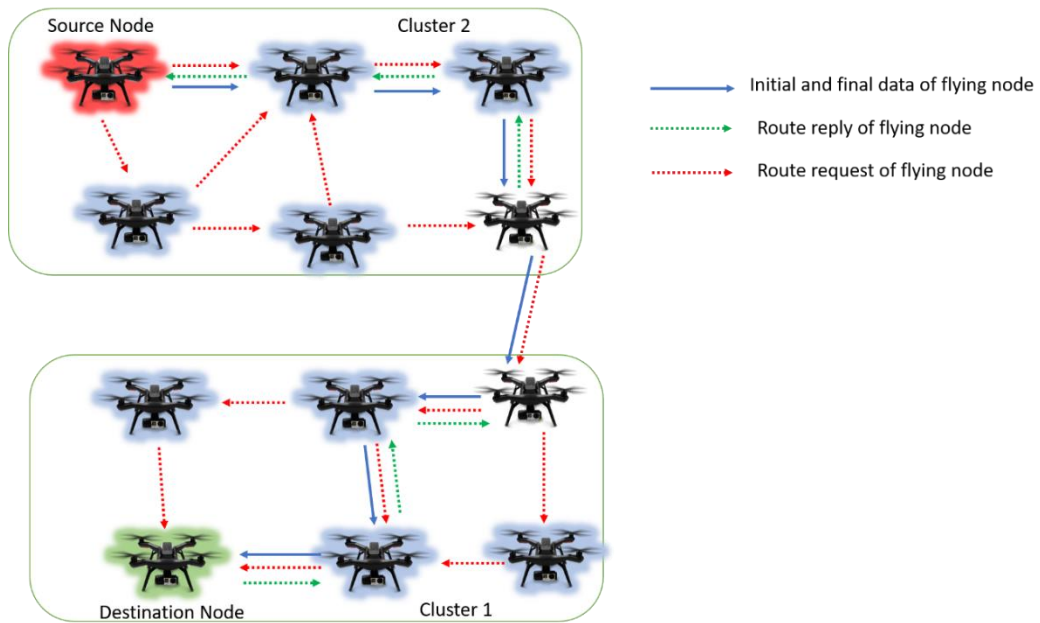 Source Node
Cluster 2
Initial and final data of flying node
Route reply of flying node
Route request of flying node
Destination Node
Cluster 1